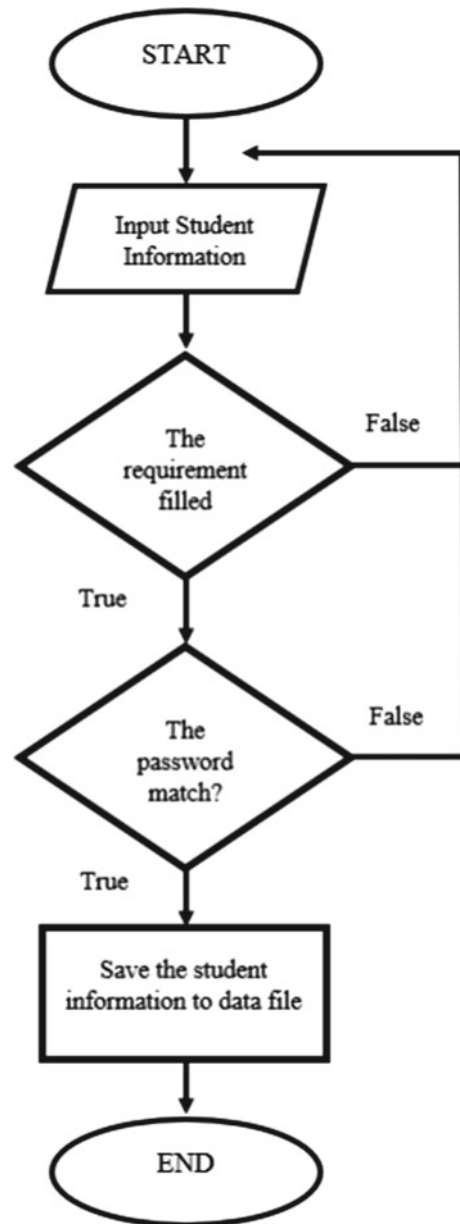 START
Input Student
Information
The
requirement
filled
False
True
The
password
match?
False
True
Save the student
information to data file
END